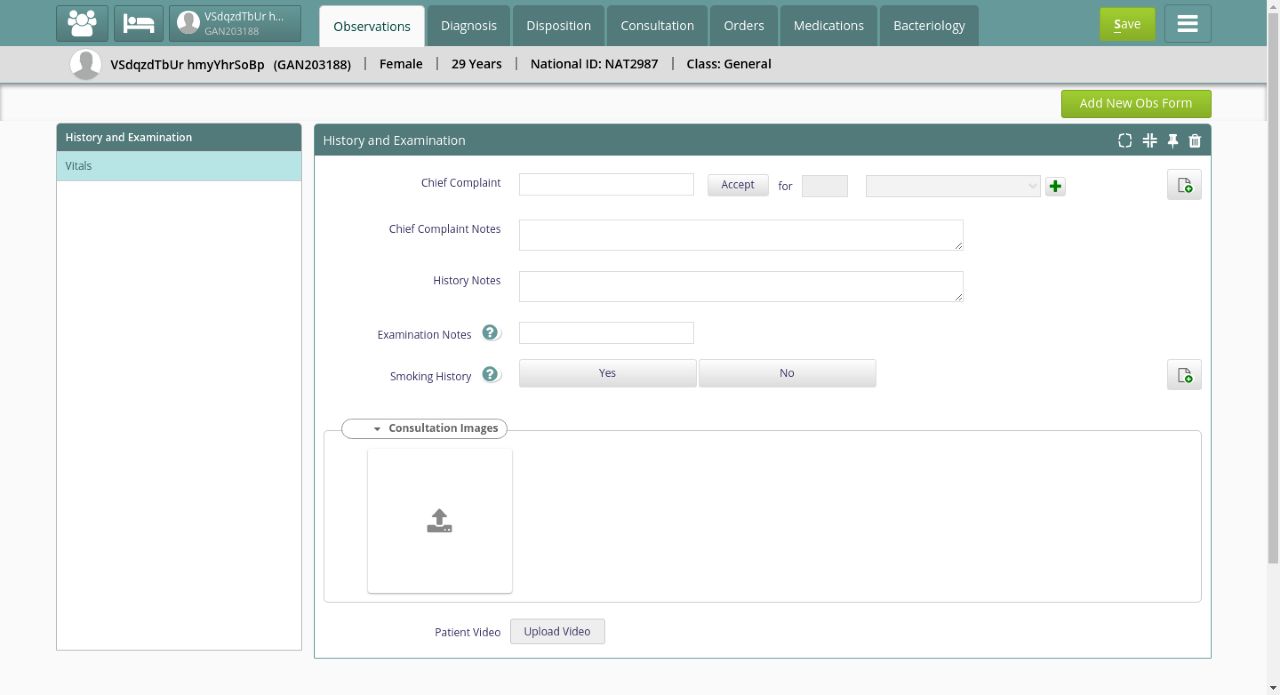 VSdqzdTbUr h...
GAN203188
Observations
Diagnosis
Disposition
Consultation
Orders
Medications
Bacteriology
Save
VSdqzdTbUr hmyYhrSoBp (GAN203188) | Female | 29 Years | National ID: NAT2987 | Class: General
Add New Obs Form
History and Examination
Vitals
History and Examination
Chief Complaint
Accept
for
Chief Complaint Notes
History Notes
Examination Notes
Smoking History
Yes
No
Consultation Images
Patient Video
Upload Video